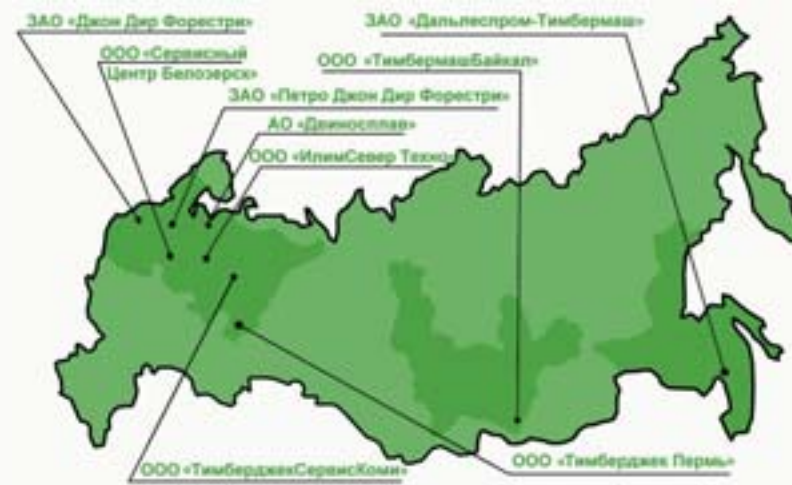 ЗАО «Джон Дир Форестри»
ЗАО «Дальлеспром-Тимбермаш»
ООО «Сервисный
Центр Белозерск»
ООО «ТимбермашБайкал»
ЗАО «Петро Джон Дир Форестри»
АО «Двиносплав»
ООО «ИлимСевер Техно»
ООО «ТимберджекСервисКоми»
ООО «Тимберджек Пермь»